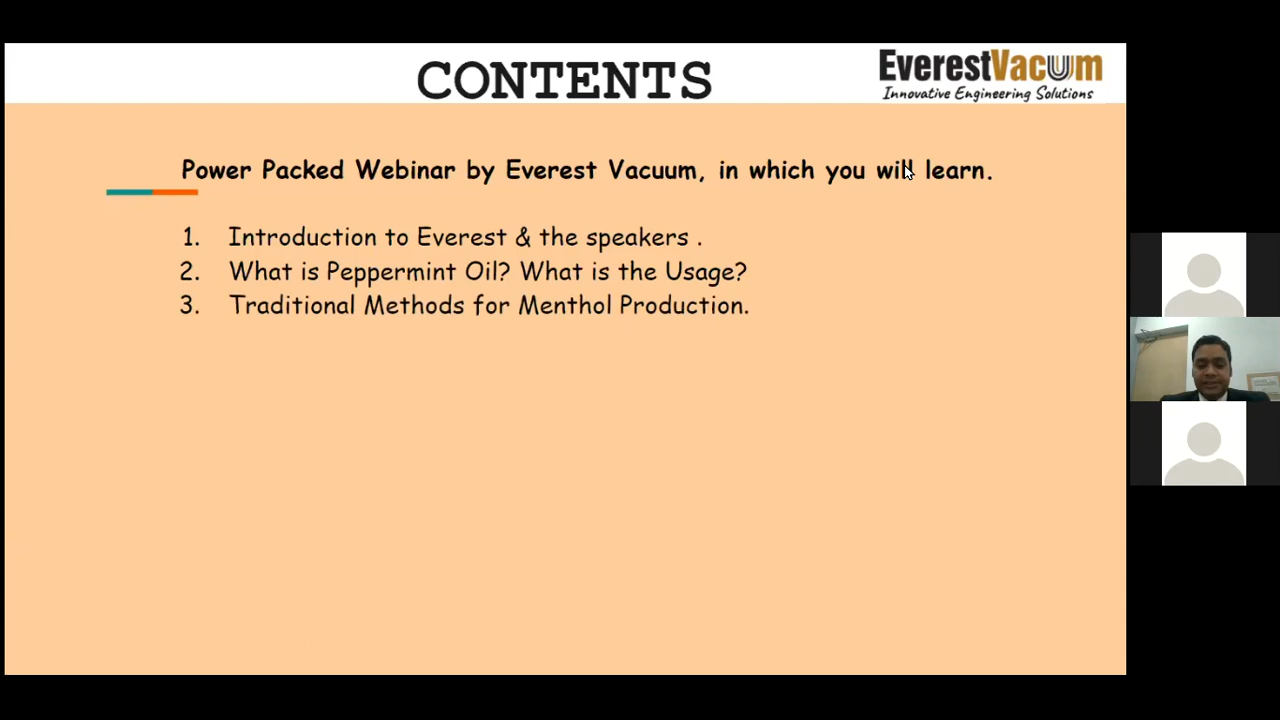 CONTENTS
EverestVacuum
Innovative Engineering Solutions
Power Packed Webinar by Everest Vacuum, in which you will learn.
1. Introduction to Everest & the speakers .
2. What is Peppermint Oil? What is the Usage?
3. Traditional Methods for Menthol Production.